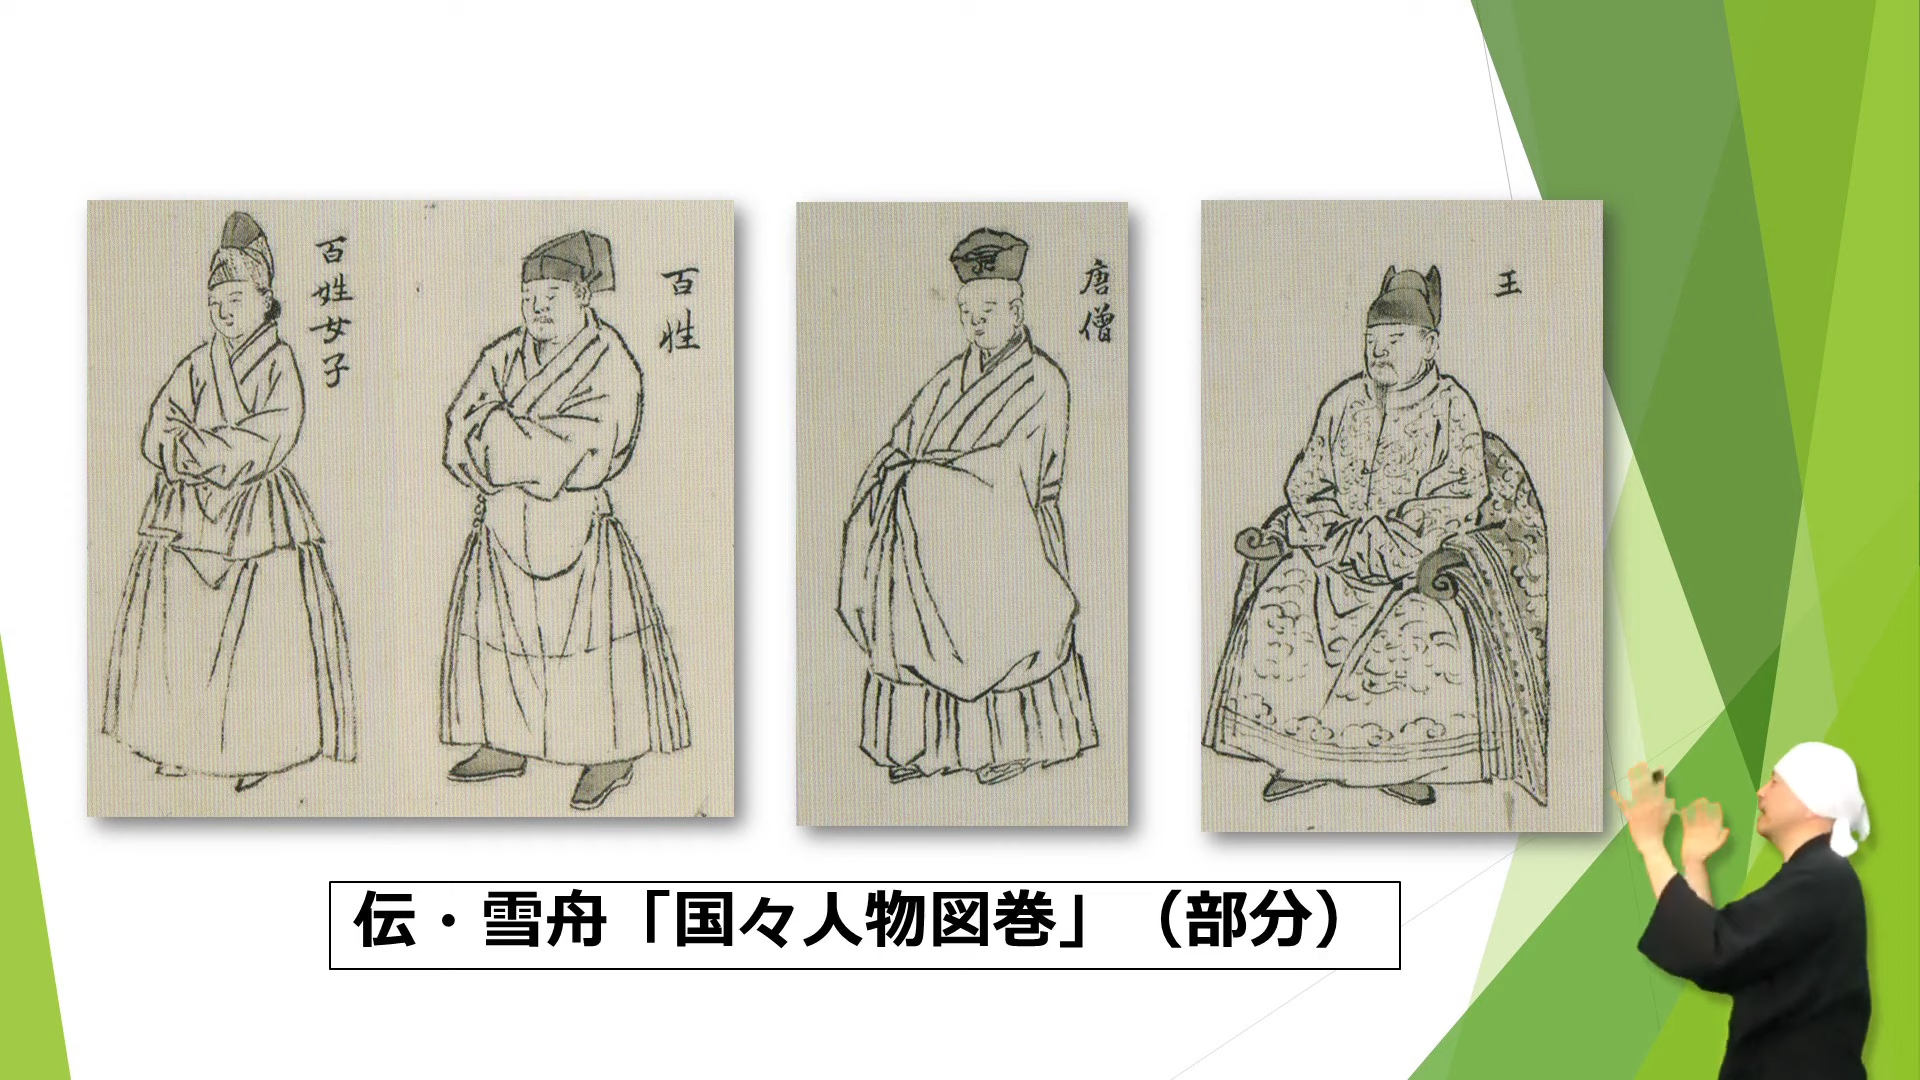 百姓女子
百姓
唐僧
王
伝・雪舟「国々人物図巻」（部分）